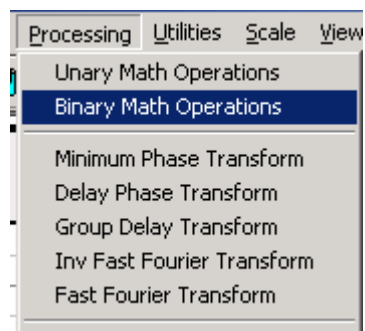 Processing Utilities Scale View
Unary Math Operations
Binary Math Operations
Minimum Phase Transform
Delay Phase Transform
Group Delay Transform
Inv Fast Fourier Transform
Fast Fourier Transform